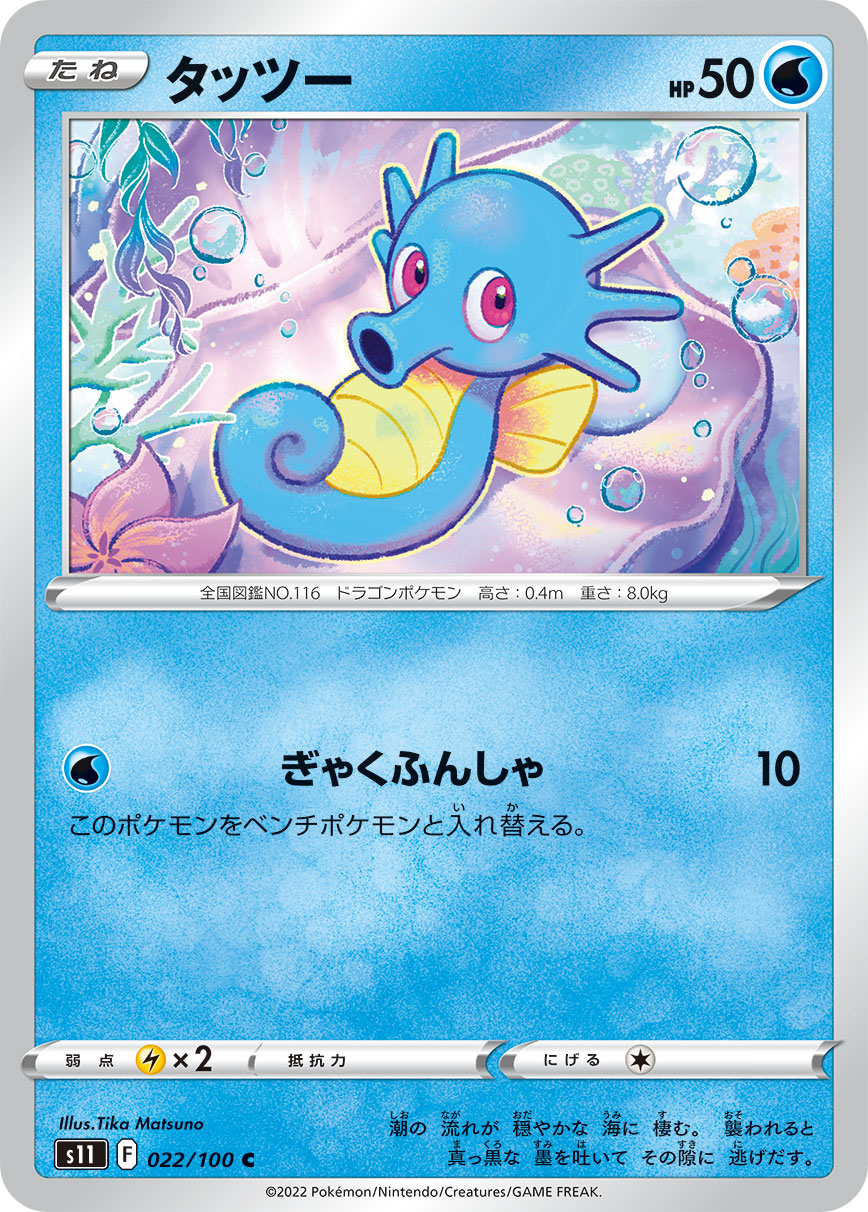 たね タッツー HP50
全国図鑑NO.116 ドラゴンポケモン 高さ:0.4m 重さ:8.0kg
ぎゃくふんしゃ 10
このポケモンをベンチポケモンと入れ替える。
弱点 ×2 抵抗力 にげる
Illus.Tika Matsuno
潮の 流れが 穏やかな 海に 棲む。 襲われると
真っ黒な 墨を吐いて その隙に 逃げだす。
s11 F 022/100 C
©2022 Pokémon/Nintendo/Creatures/GAME FREAK.